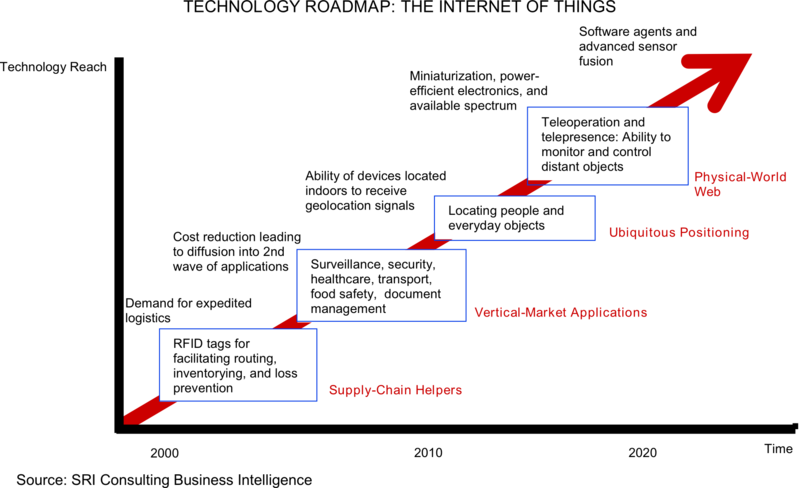 TECHNOLOGY ROADMAP: THE INTERNET OF THINGS
Software agents and
advanced sensor
fusion
Technology Reach
Miniaturization, power-
efficient electronics, and
available spectrum
Teleoperation and
telepresence: Ability to
monitor and control
distant objects
Physical-World
Web
Ability of devices located
indoors to receive
geolocation signals
Locating people and
everyday objects
Ubiquitous Positioning
Cost reduction leading
to diffusion into 2nd
wave of applications
Surveillance, security,
healthcare, transport,
food safety, document
management
Vertical-Market Applications
Demand for expedited
logistics
RFID tags for
facilitating routing,
inventorying, and loss
prevention
Supply-Chain Helpers
2000
2010
2020
Time
Source: SRI Consulting Business Intelligence